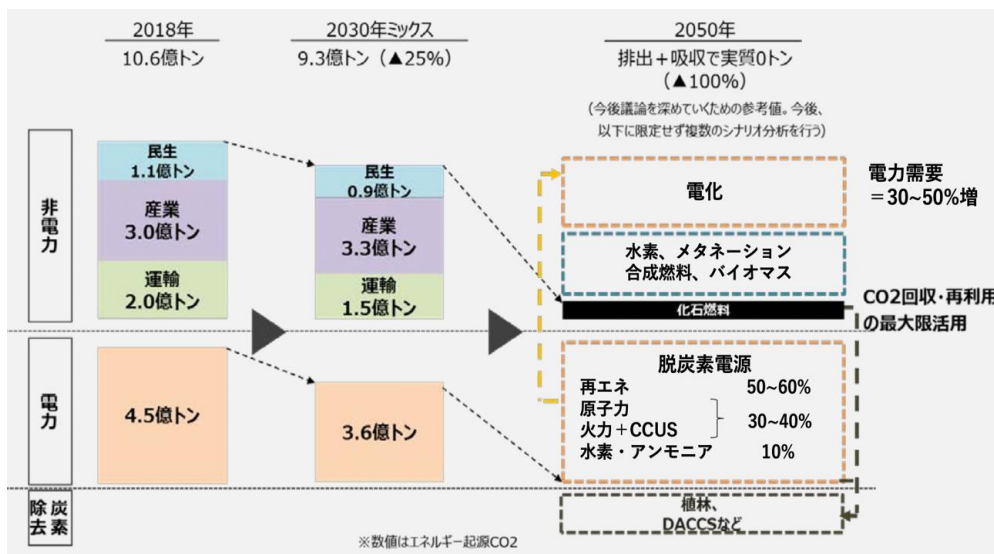 2018年
10.6億トン
2030年ミックス
9.3億トン（▲25%）
2050年
排出＋吸収で実質0トン
（▲100%）
（今後議論を深めていくための参考値。今後、
以下に限定せず複数のシナリオ分析を行う）
非電力
民生
1.1億トン
産業
3.0億トン
運輸
2.0億トン
民生
0.9億トン
産業
3.3億トン
運輸
1.5億トン
電化
水素、メタネーション
合成燃料、バイオマス
化石燃料
電力需要
＝30~50%増
CO2回収・再利用
の最大限活用
電力
4.5億トン
3.6億トン
脱炭素電源
再エネ 50~60%
原子力
火力＋CCUS
30~40%
水素・アンモニア 10%
炭素
除去
植林、
DACCSなど
※数値はエネルギー起源CO2